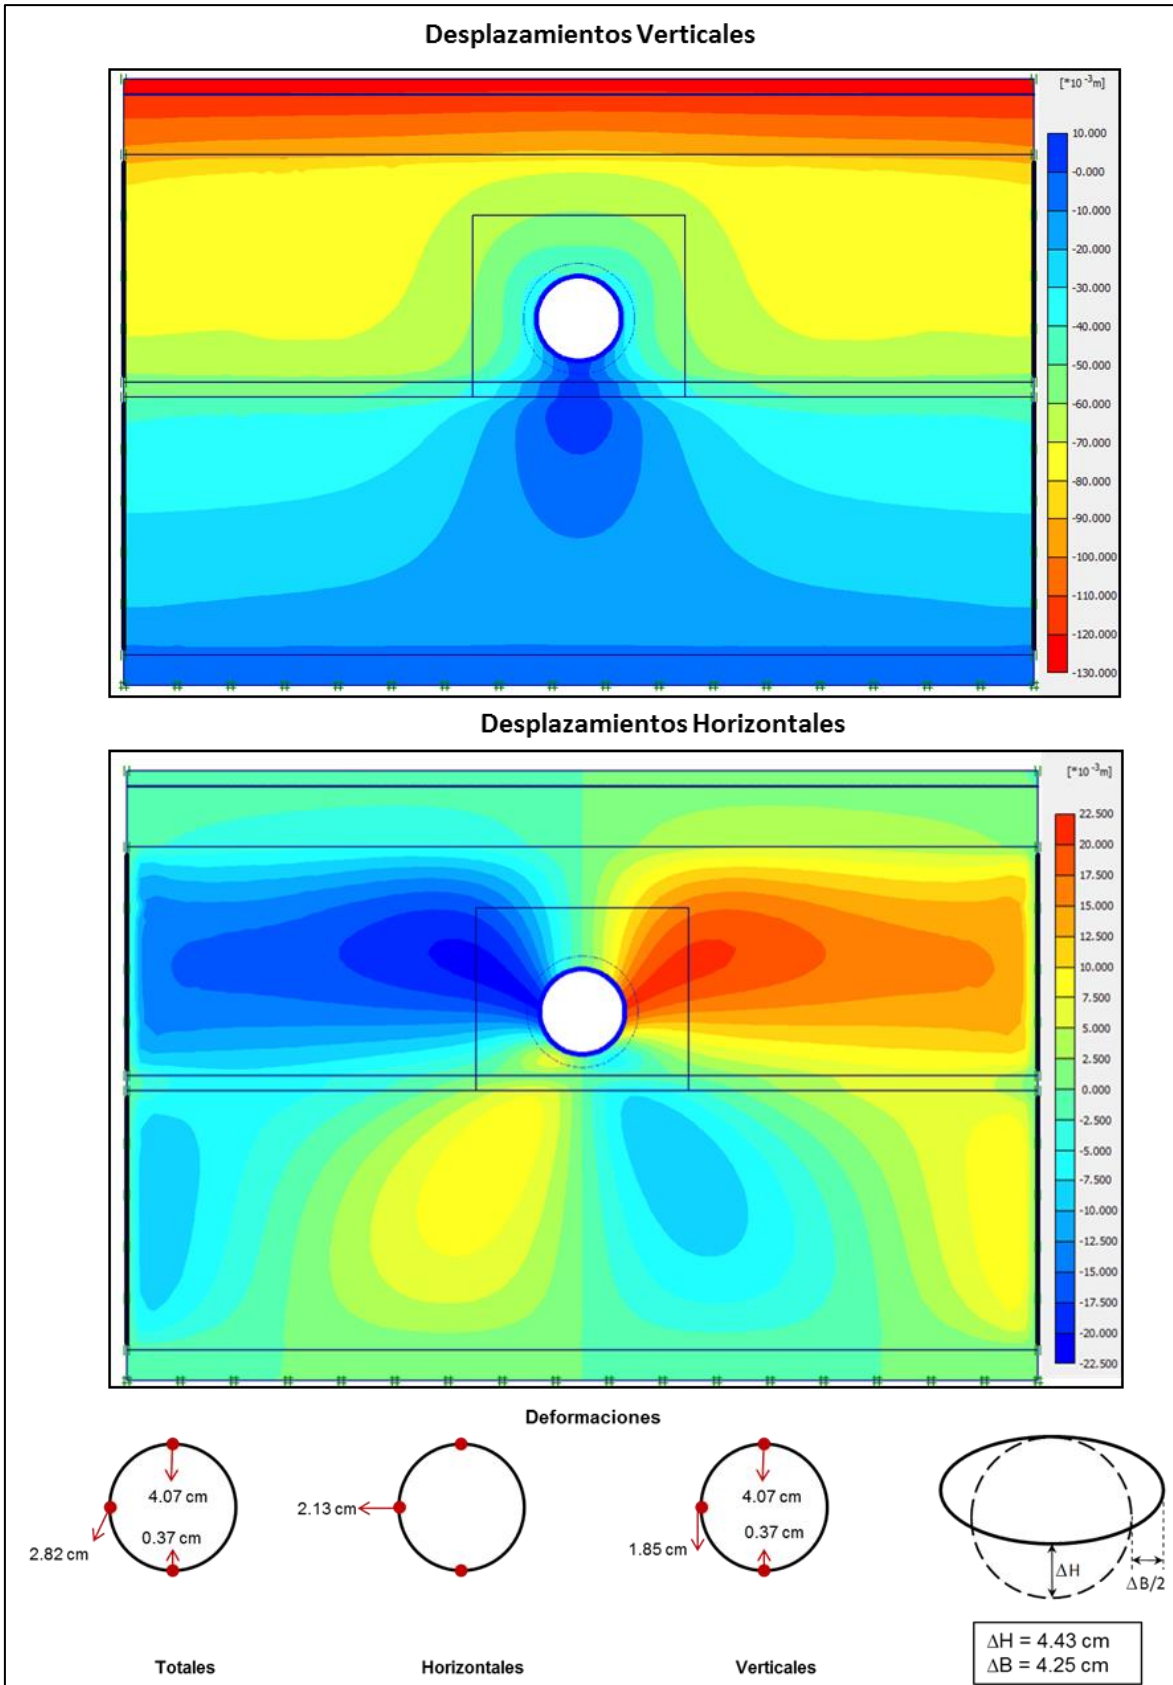 Desplazamientos Verticales
[*10⁻³m]
10.000
-0.000
-10.000
-20.000
-30.000
-40.000
-50.000
-60.000
-70.000
-80.000
-90.000
-100.000
-110.000
-120.000
-130.000
Desplazamientos Horizontales
[*10⁻³m]
22.500
20.000
17.500
15.000
12.500
10.000
7.500
5.000
2.500
0.000
-2.500
-5.000
-7.500
-10.000
-12.500
-15.000
-17.500
-20.000
-22.500
Deformaciones
4.07 cm
0.37 cm
2.82 cm
2.13 cm
4.07 cm
0.37 cm
1.85 cm
ΔH
ΔB/2
ΔH = 4.43 cm
ΔB = 4.25 cm
Totales
Horizontales
Verticales